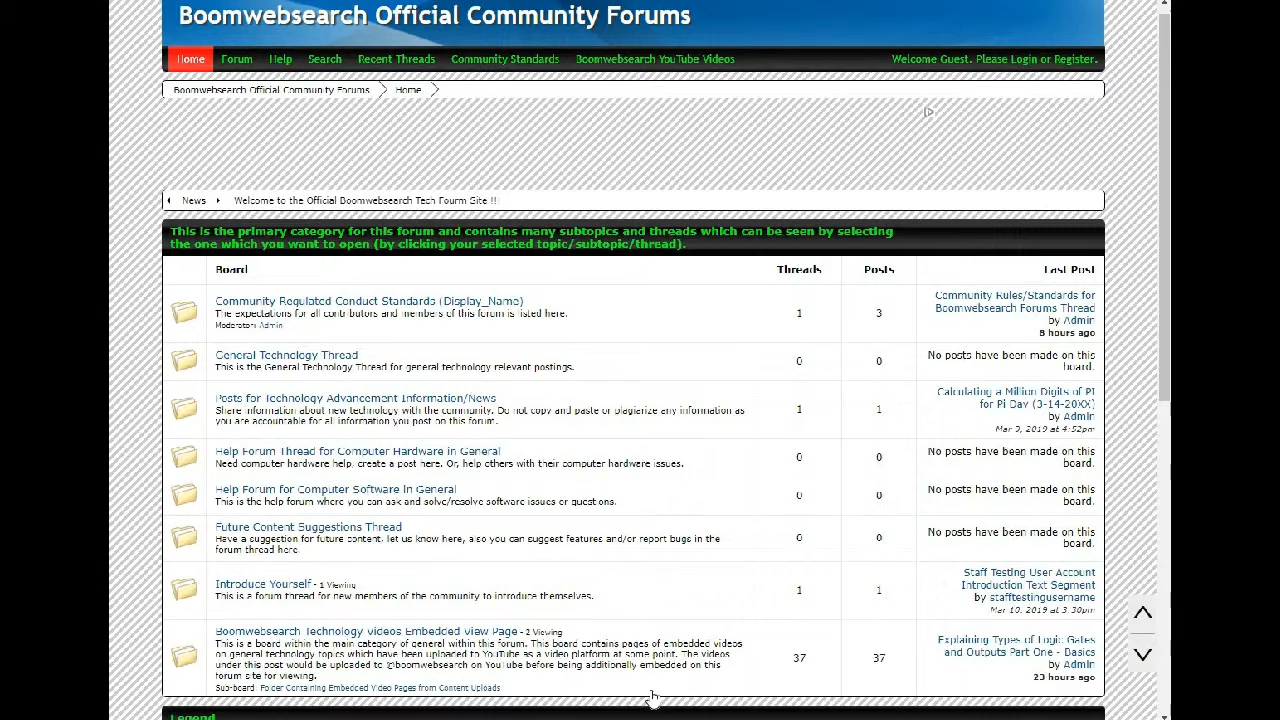 Boomwebsearch Official Community Forums
Home Forum Help Search Recent Threads Community Standards Boomwebsearch YouTube Videos Welcome Guest. Please Login or Register.
Boomwebsearch Official Community Forums Home
News Welcome to the Official Boomwebsearch Tech Fourm Site !!!
This is the primary category for this forum and contains many subtopics and threads which can be seen by selecting
the one which you want to open (by clicking your selected topic/subtopic/thread).
Board Threads Posts Last Post
Community Regulated Conduct Standards (Display_Name)
The expectations for all contributors and members of this forum is listed here.
Moderator: Admin
1 3
Community Rules/Standards for
Boomwebsearch Forums Thread
by Admin
8 hours ago
General Technology Thread
This is the General Technology Thread for general technology relevant postings.
0 0
No posts have been made on this
board.
Posts for Technology Advancement Information/News
Share information about new technology with the community. Do not copy and paste or plagiarize any information as
you are accountable for all information you post on this forum.
1 1
Calculating a Million Digits of PI
for Pi Day (3-14-20XX)
by Admin
Mar 9, 2019 at 4:52pm
Help Forum Thread for Computer Hardware in General
Need computer hardware help, create a post here. Or, help others with their computer hardware issues.
0 0
No posts have been made on this
board.
Help Forum for Computer Software in General
This is the help forum where you can ask and solve/resolve software issues or questions.
0 0
No posts have been made on this
board.
Future Content Suggestions Thread
Have a suggestion for future content, let us know here, also you can suggest features and/or report bugs in the
forum thread here.
0 0
No posts have been made on this
board.
Introduce Yourself - 1 Viewing
This is a forum thread for new members of the community to introduce themselves.
1 1
Staff Testing User Account
Introduction Text Segment
by stafftestingusername
Mar 10, 2019 at 3:30pm
Boomwebsearch Technology Videos Embedded View Page - 2 Viewing
This is a board within the main category of general within this forum. This board contains pages of embedded videos
on general technology topics which have been uploaded to YouTube as a video platform at some point. The videos
under this post would be uploaded to @boomwebsearch on YouTube before being additionally embedded on this
forum site for viewing.
Sub-board: Folder Containing Embedded Video Pages from Content Uploads
37 37
Explaining Types of Logic Gates
and Outputs Part One - Basics
by Admin
23 hours ago
Legend